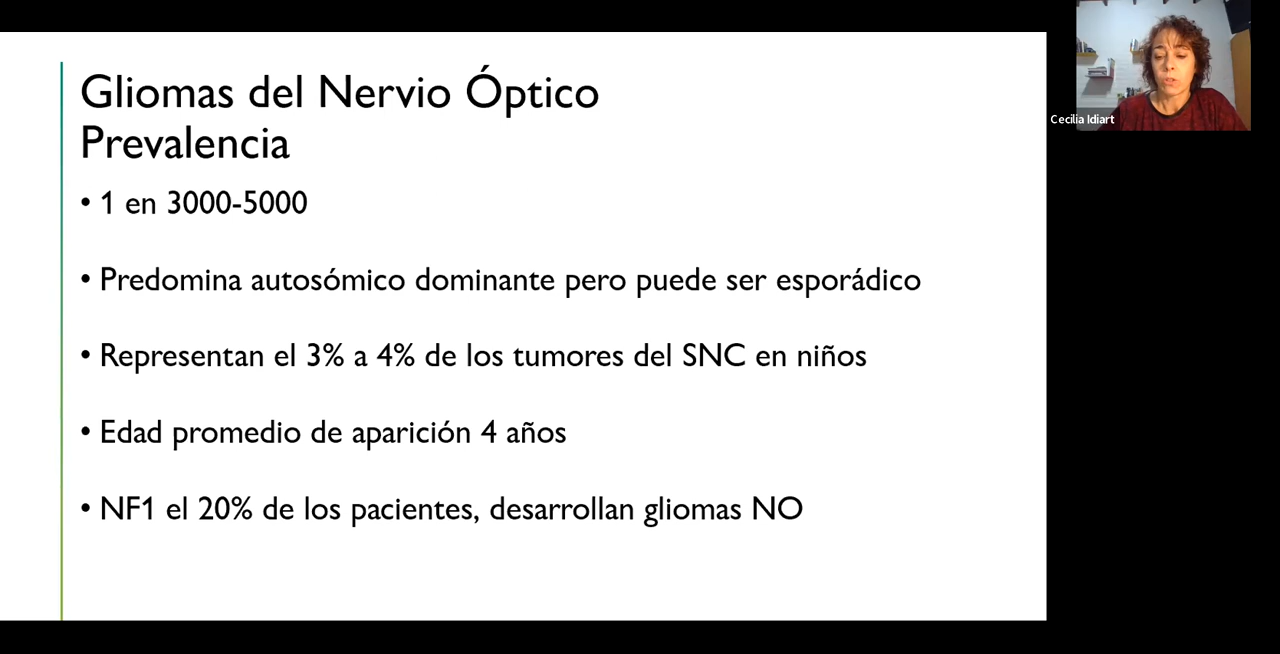 Gliomas del Nervio Óptico
Prevalencia
• 1 en 3000-5000
• Predomina autosómico dominante pero puede ser esporádico
• Representan el 3% a 4% de los tumores del SNC en niños
• Edad promedio de aparición 4 años
• NF1 el 20% de los pacientes, desarrollan gliomas NO
Cecilia Idiart